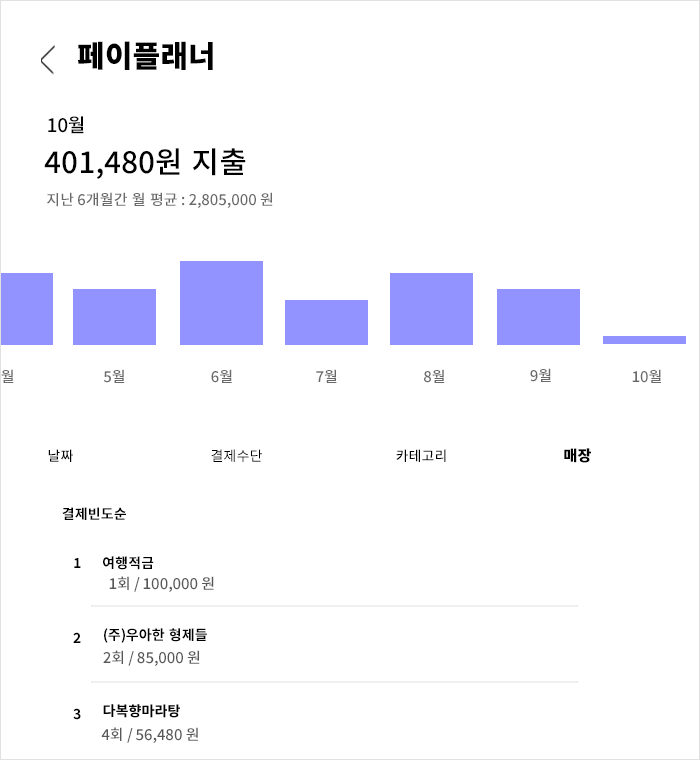 페이플래너
10월
401,480원 지출
지난 6개월간 월 평균 : 2,805,000 원
월 5월 6월 7월 8월 9월 10월
날짜 결제수단 카테고리 매장
결제빈도순
1 여행적금
1회 / 100,000 원
2 (주)우아한 형제들
2회 / 85,000 원
3 다복향마라탕
4회 / 56,480 원